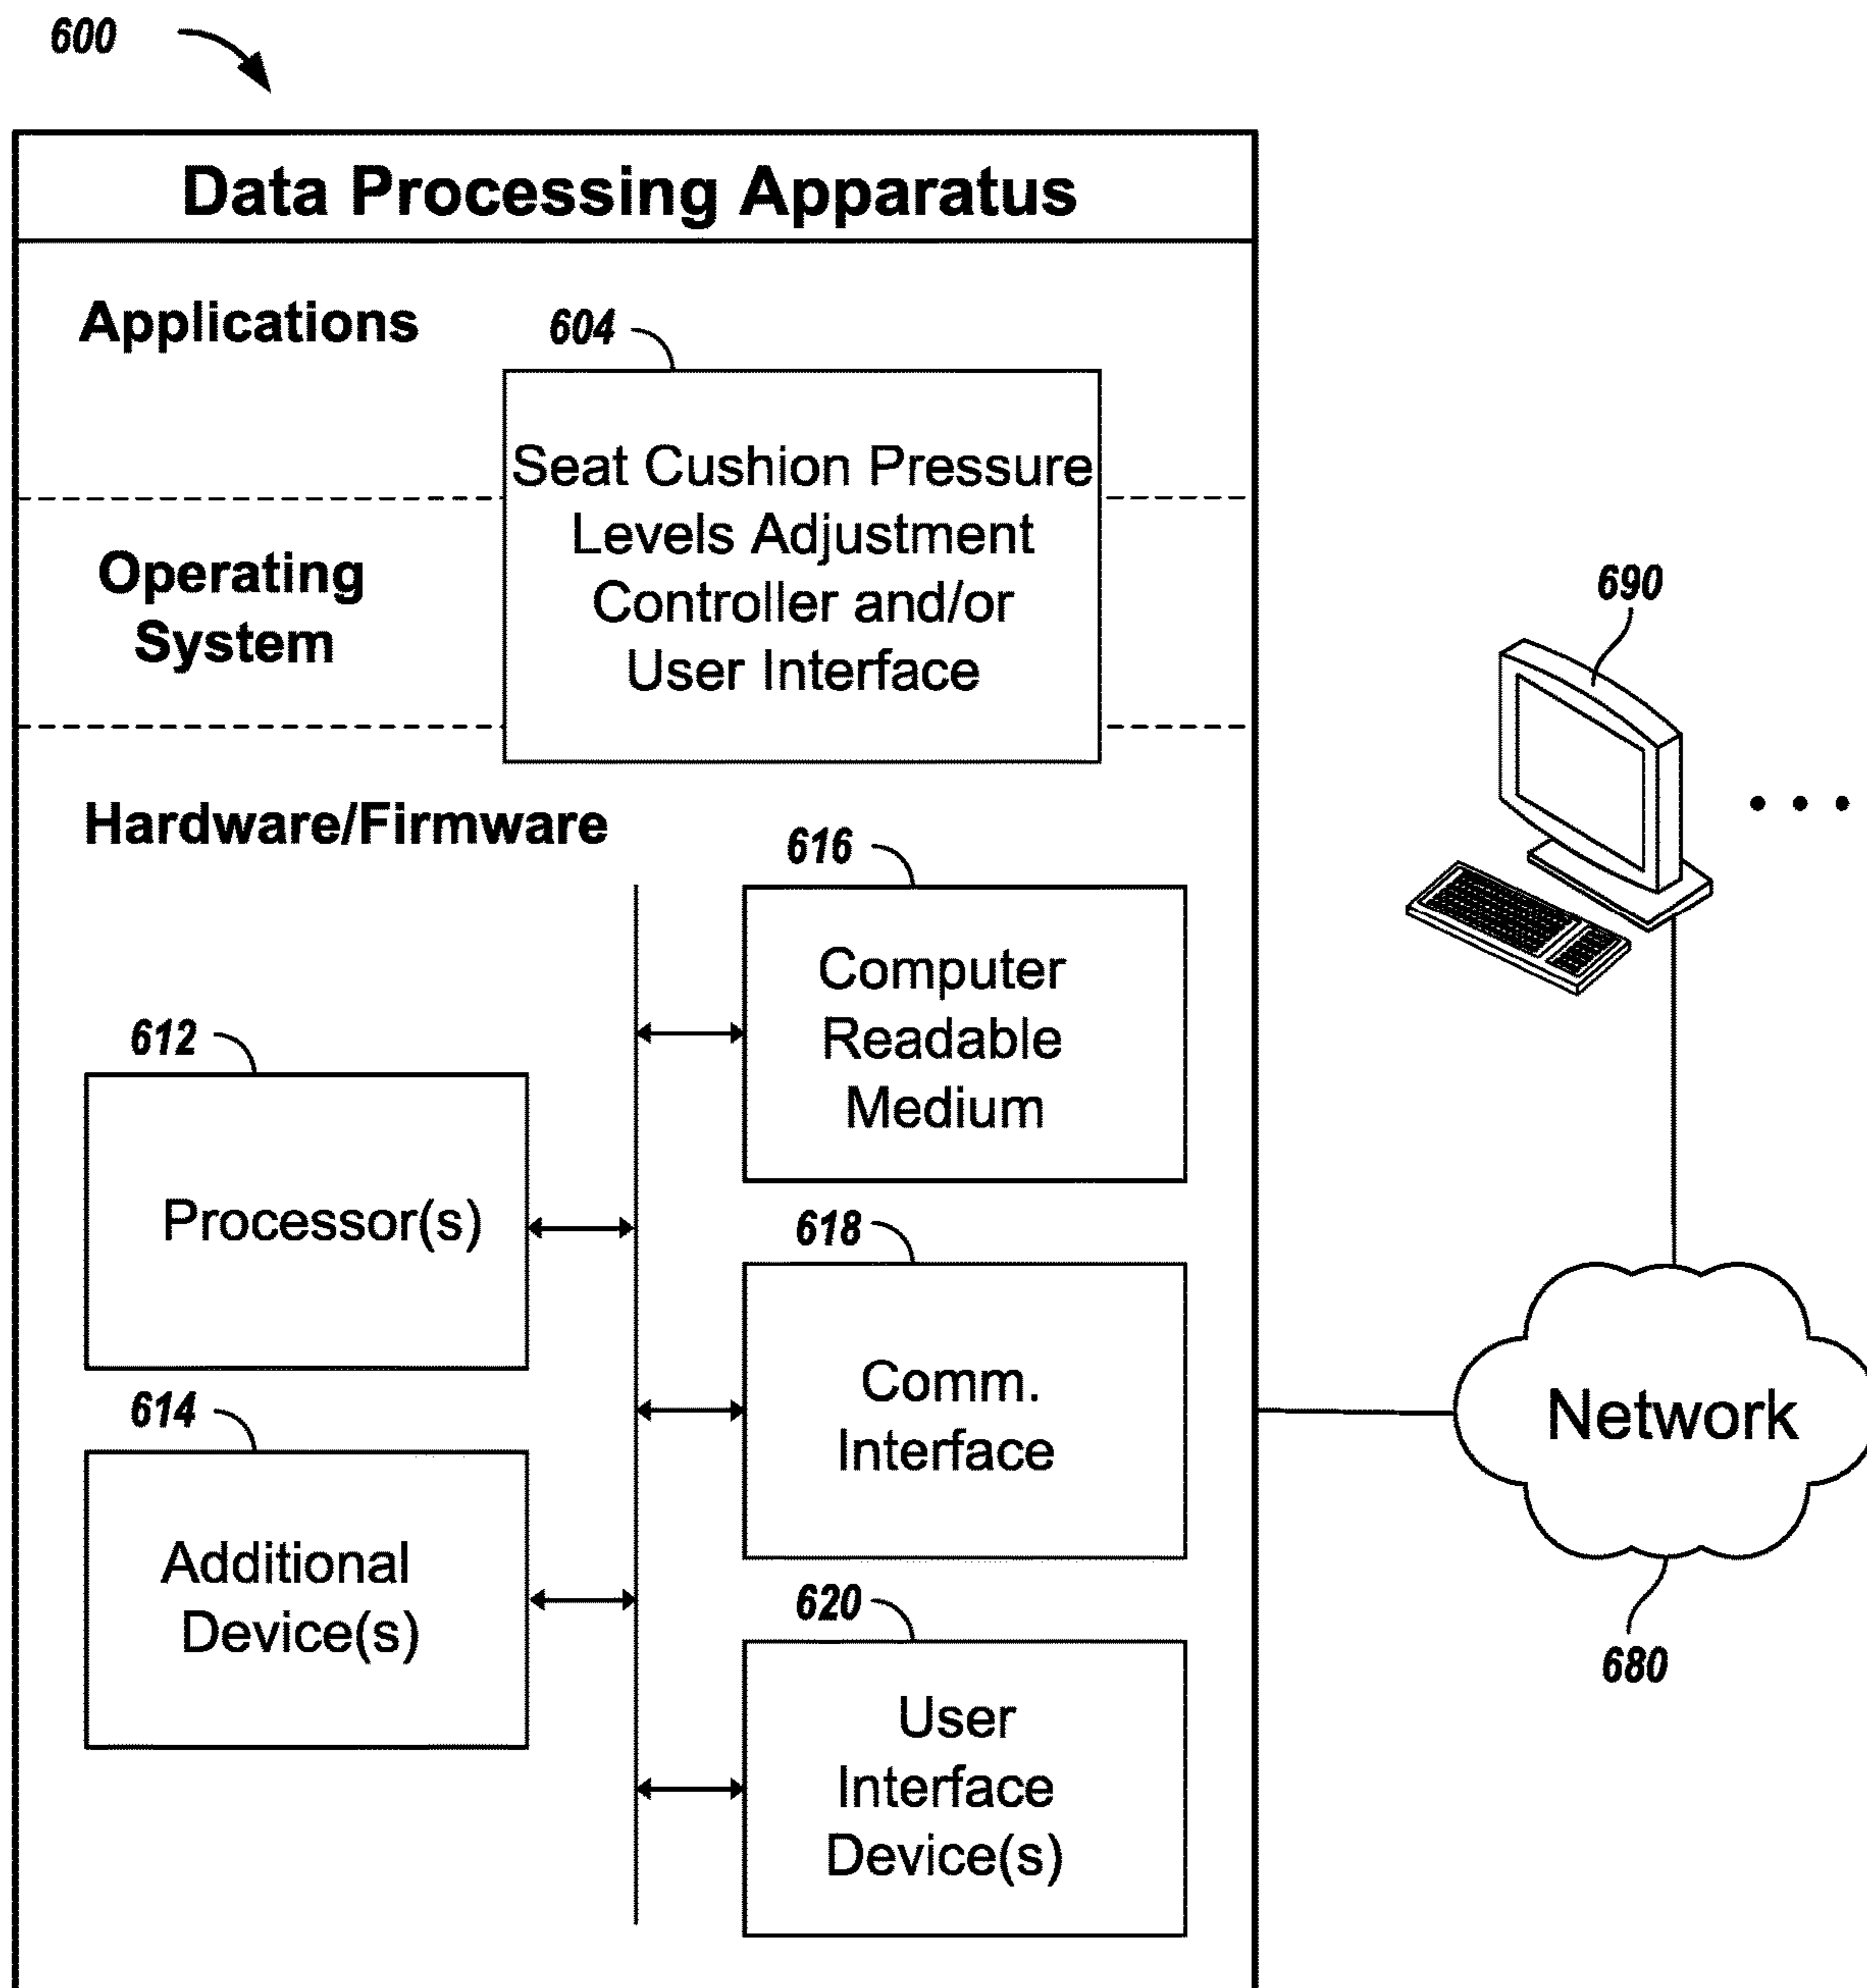 600
Data Processing Apparatus
Applications
604
Seat Cushion Pressure
Levels Adjustment
Controller and/or
User Interface
Operating
System
690
Hardware/Firmware
616
Computer
Readable
Medium
612
Processor(s)
618
Comm.
Interface
614
Additional
Device(s)
Network
680
620
User
Interface
Device(s)